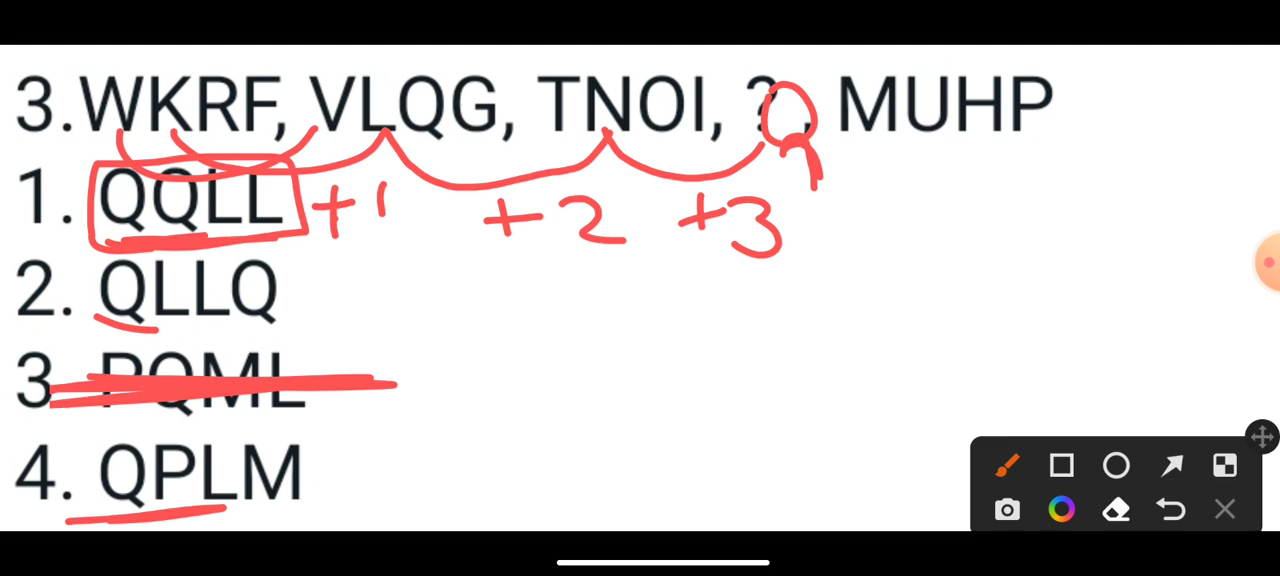 3.WKRF, VLQG, TNOI, ?, MUHP
Q
1. QQLL +1 +2 +3
2. QLLQ
3. PQML
4. QPLM